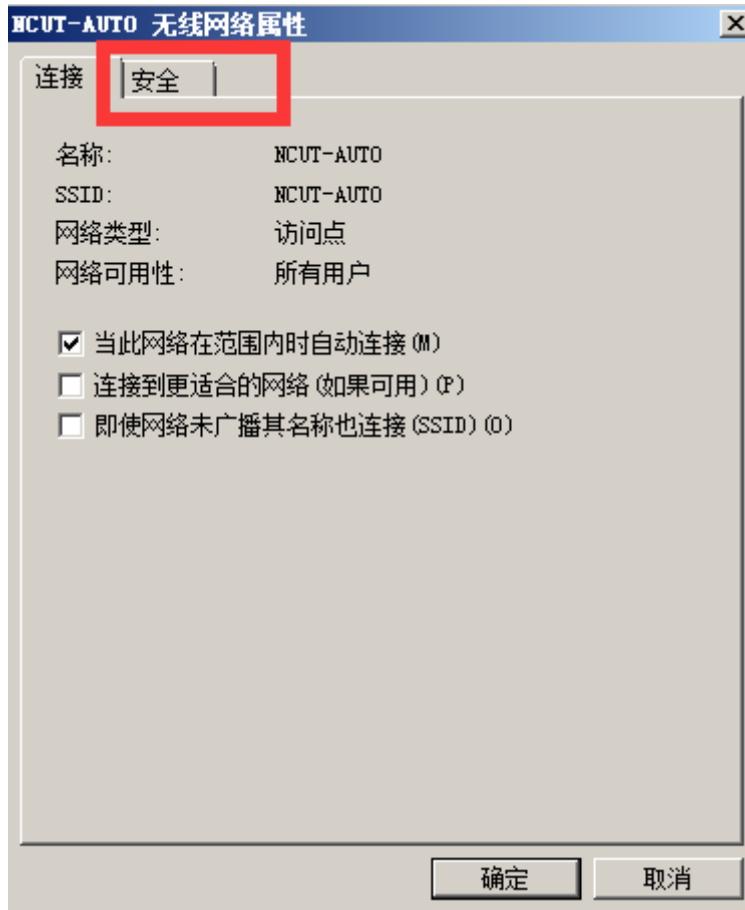 NCUT-AUTO 无线网络属性
连接 安全
名称: NCUT-AUTO
SSID: NCUT-AUTO
网络类型: 访问点
网络可用性: 所有用户
当此网络在范围内时自动连接(M)
连接到更适合的网络(如果可用)(P)
即使网络未广播其名称也连接(SSID)(O)
确定 取消